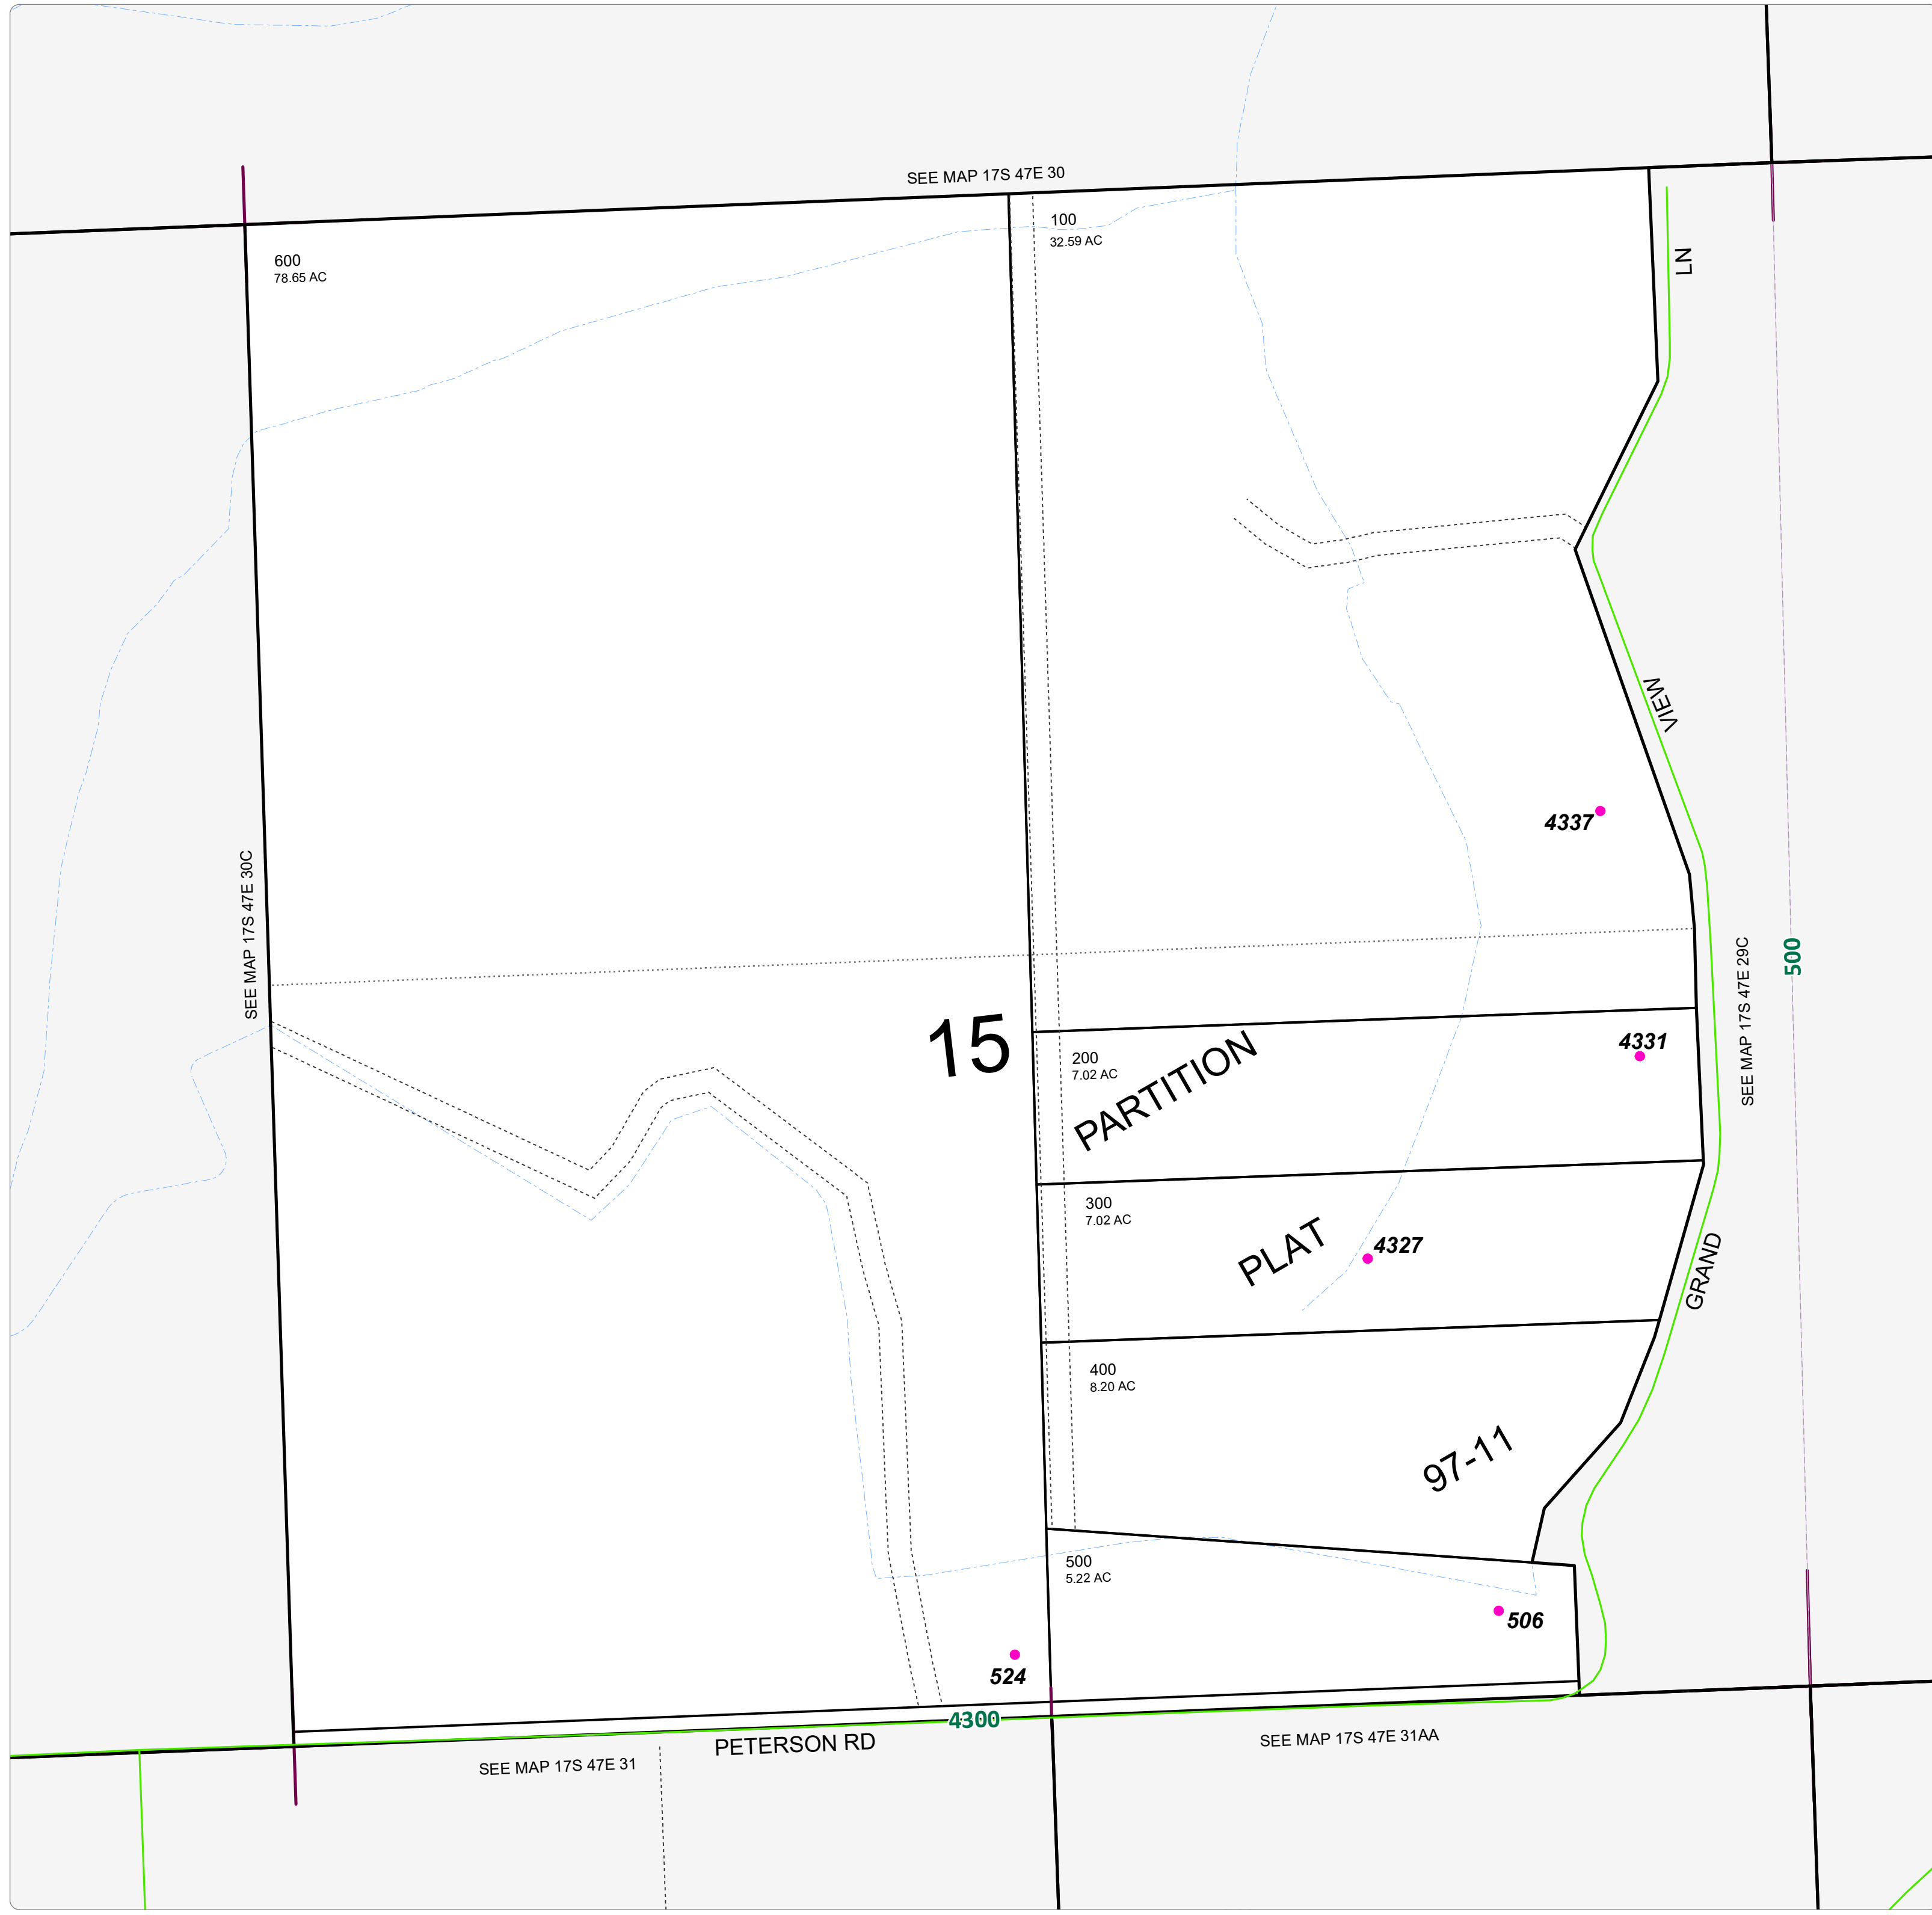 SEE MAP 17S 47E 30
100
32.59 AC
600
78.65 AC
LN
VIEW
4337
SEE MAP 17S 47E 30C
500
SEE MAP 17S 47E 29C
15
4331
200
7.02 AC
PARTITION
300
7.02 AC
PLAT
4327
GRAND
400
8.20 AC
97-11
500
5.22 AC
506
524
4300
PETERSON RD
SEE MAP 17S 47E 31AA
SEE MAP 17S 47E 31